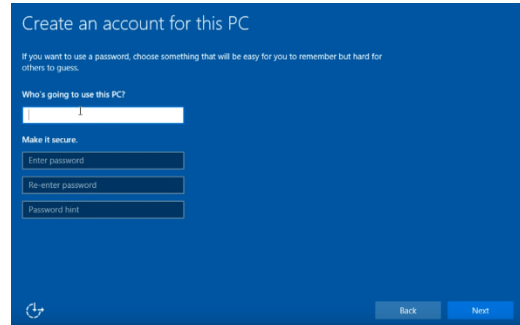 Create an account for this PC
If you want to use a password, choose something that will be easy for you to remember but hard for
others to guess.
Who's going to use this PC?
Make it secure.
Enter password
Re-enter password
Password hint
Back Next